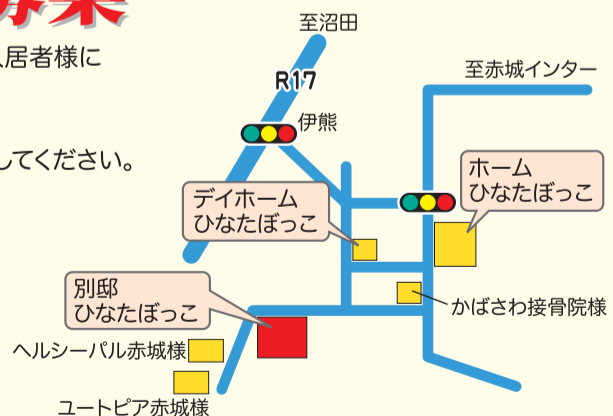 募集
入居者様に
してください。
至沼田
R17
伊熊
至赤城インター
デイホーム
ひなたぼっこ
ホーム
ひなたぼっこ
別邸
ひなたぼっこ
かばさわ接骨院様
ヘルシーパル赤城様
ユートピア赤城様